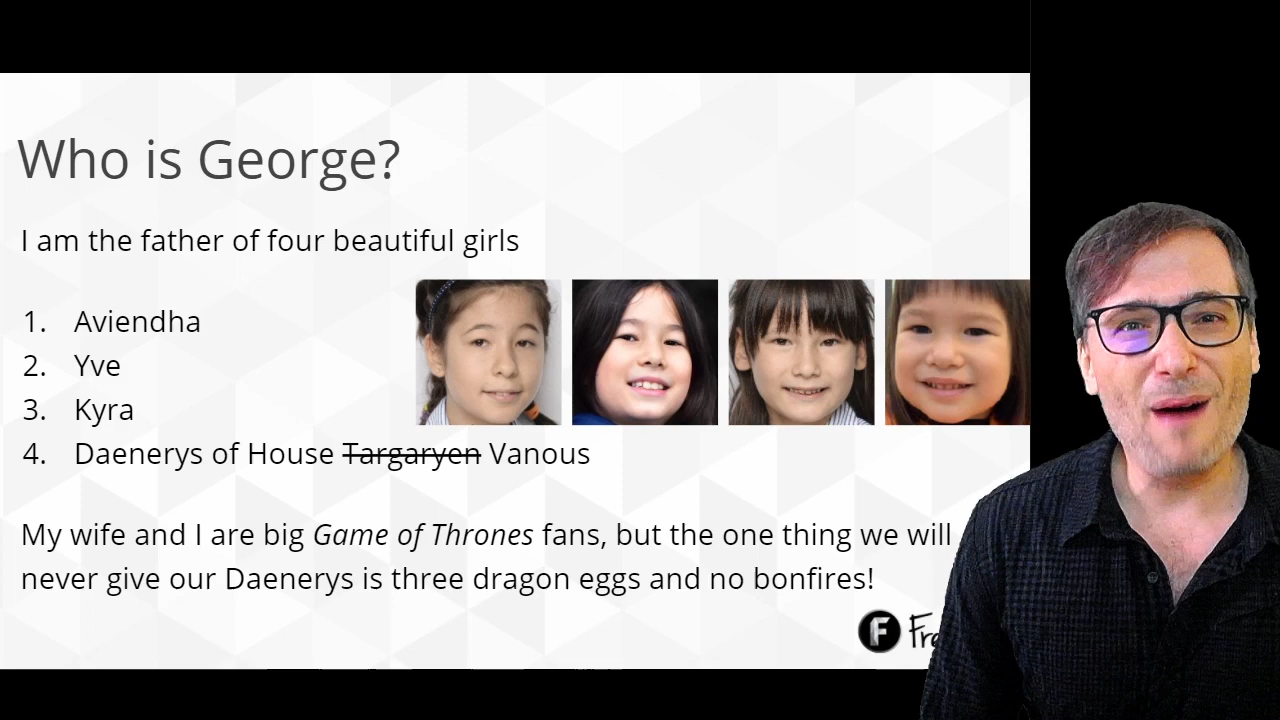 Who is George?
I am the father of four beautiful girls
1. Aviendha
2. Yve
3. Kyra
4. Daenerys of House Targaryen Vanous
My wife and I are big Game of Thrones fans, but the one thing we will
never give our Daenerys is three dragon eggs and no bonfires!
F